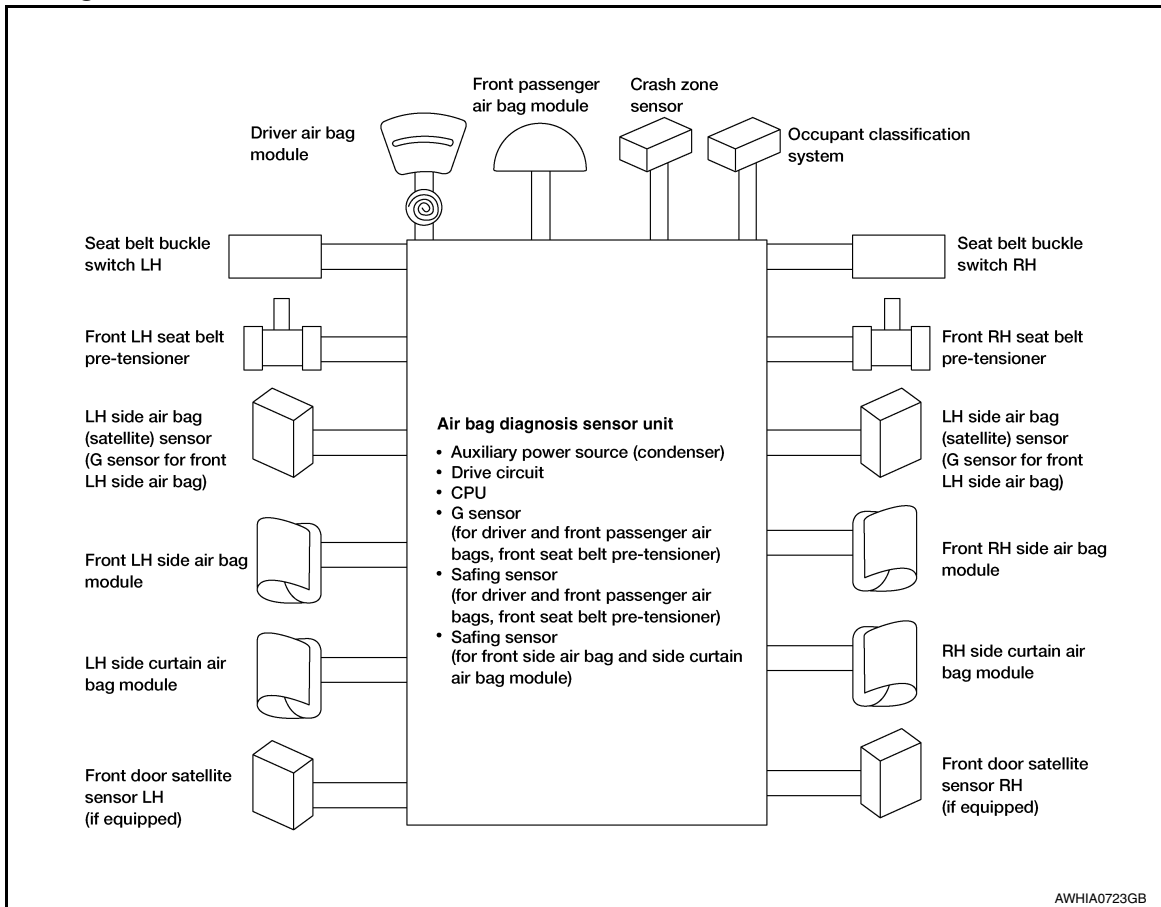 Front passenger
air bag module
Crash zone
sensor
Driver air bag
module
Occupant classification
system
Seat belt buckle
switch LH
Seat belt buckle
switch RH
Front LH seat belt
pre-tensioner
Front RH seat belt
pre-tensioner
LH side air bag
(satellite) sensor
(G sensor for front
LH side air bag)
Air bag diagnosis sensor unit
• Auxiliary power source (condenser)
• Drive circuit
• CPU
• G sensor
(for driver and front passenger air
bags, front seat belt pre-tensioner)
• Safing sensor
(for driver and front passenger air
bags, front seat belt pre-tensioner)
• Safing sensor
(for front side air bag and side curtain
air bag module)
LH side air bag
(satellite) sensor
(G sensor for front
LH side air bag)
Front LH side air bag
module
Front RH side air bag
module
LH side curtain air
bag module
RH side curtain air
bag module
Front door satellite
sensor LH
(if equipped)
Front door satellite
sensor RH
(if equipped)
AWHIA0723GB